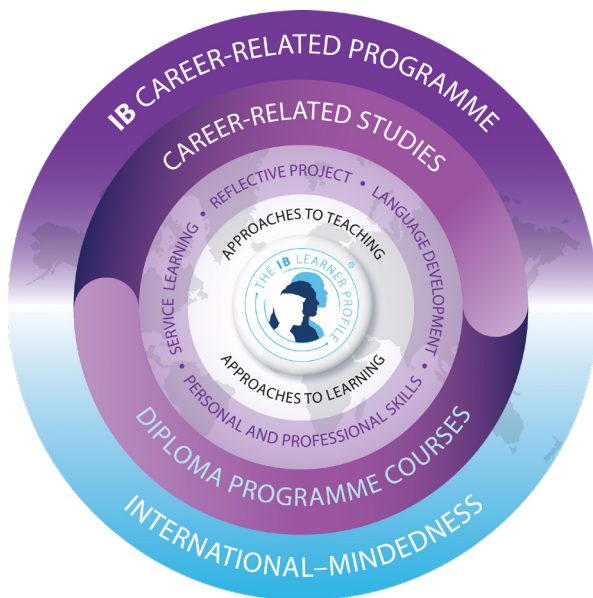 IB CAREER-RELATED PROGRAMME
CAREER-RELATED STUDIES
SERVICE LEARNING • REFLECTIVE PROJECT • LANGUAGE DEVELOPMENT •
APPROACHES TO TEACHING
THE IB LEARNER PROFILE ®
APPROACHES TO LEARNING
• PERSONAL AND PROFESSIONAL SKILLS
DIPLOMA PROGRAMME COURSES
INTERNATIONAL–MINDEDNESS